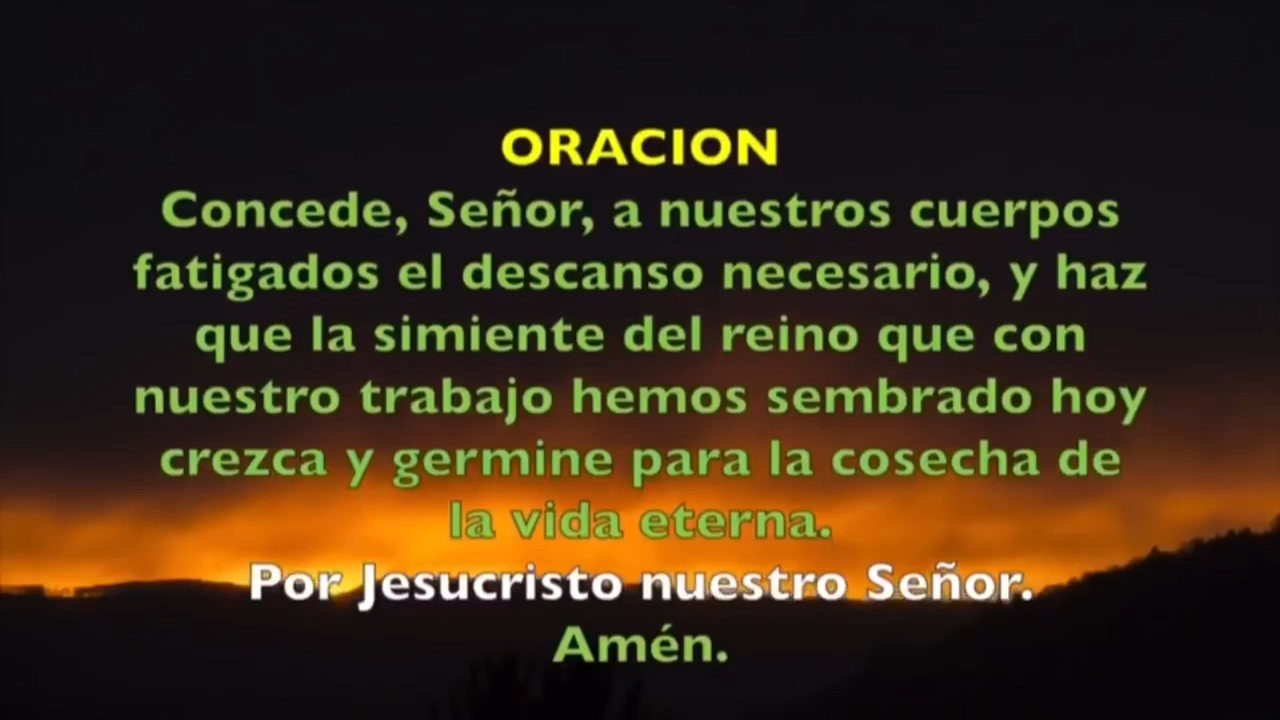 ORACION
Concede, Señor, a nuestros cuerpos
fatigados el descanso necesario, y haz
que la simiente del reino que con
nuestro trabajo hemos sembrado hoy
crezca y germine para la cosecha de
la vida eterna.
Por Jesucristo nuestro Señor.
Amén.